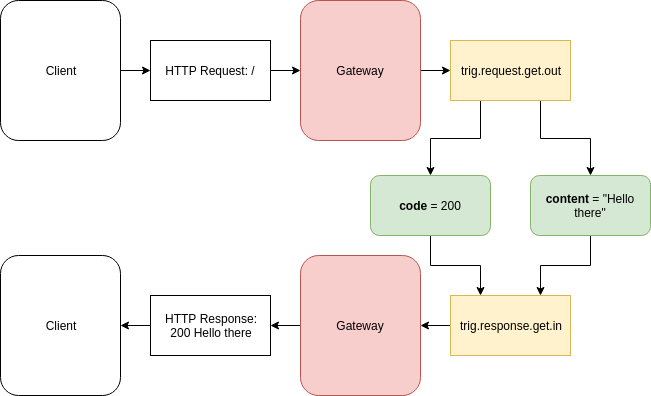 Client
HTTP Request: /
Gateway
trig.request.get.out
code = 200
content = "Hello
there"
Client
HTTP Response:
200 Hello there
Gateway
trig.response.get.in